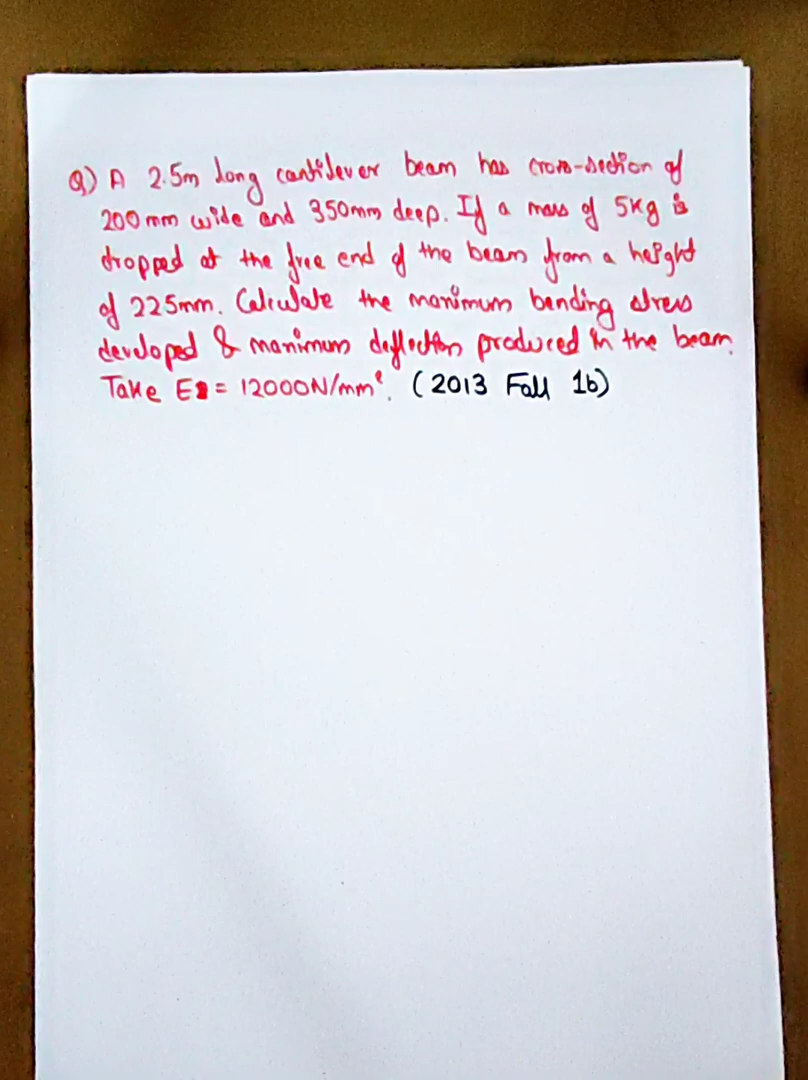 Q) A 2.5m long cantilever beam has cross-section of
200mm wide and 350mm deep. If a mass of 5kg is
dropped at the free end of the beam from a height
of 225mm. Calculate the maximum bending stress
developed & maximum deflection produced in the beam.
Take E = 12000N/mm². (2013 Fall 1b)